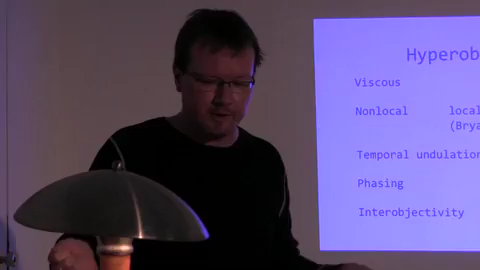 Hyperob
Viscous
Nonlocal local
(Brya
Temporal undulation
Phasing
Interobjectivity